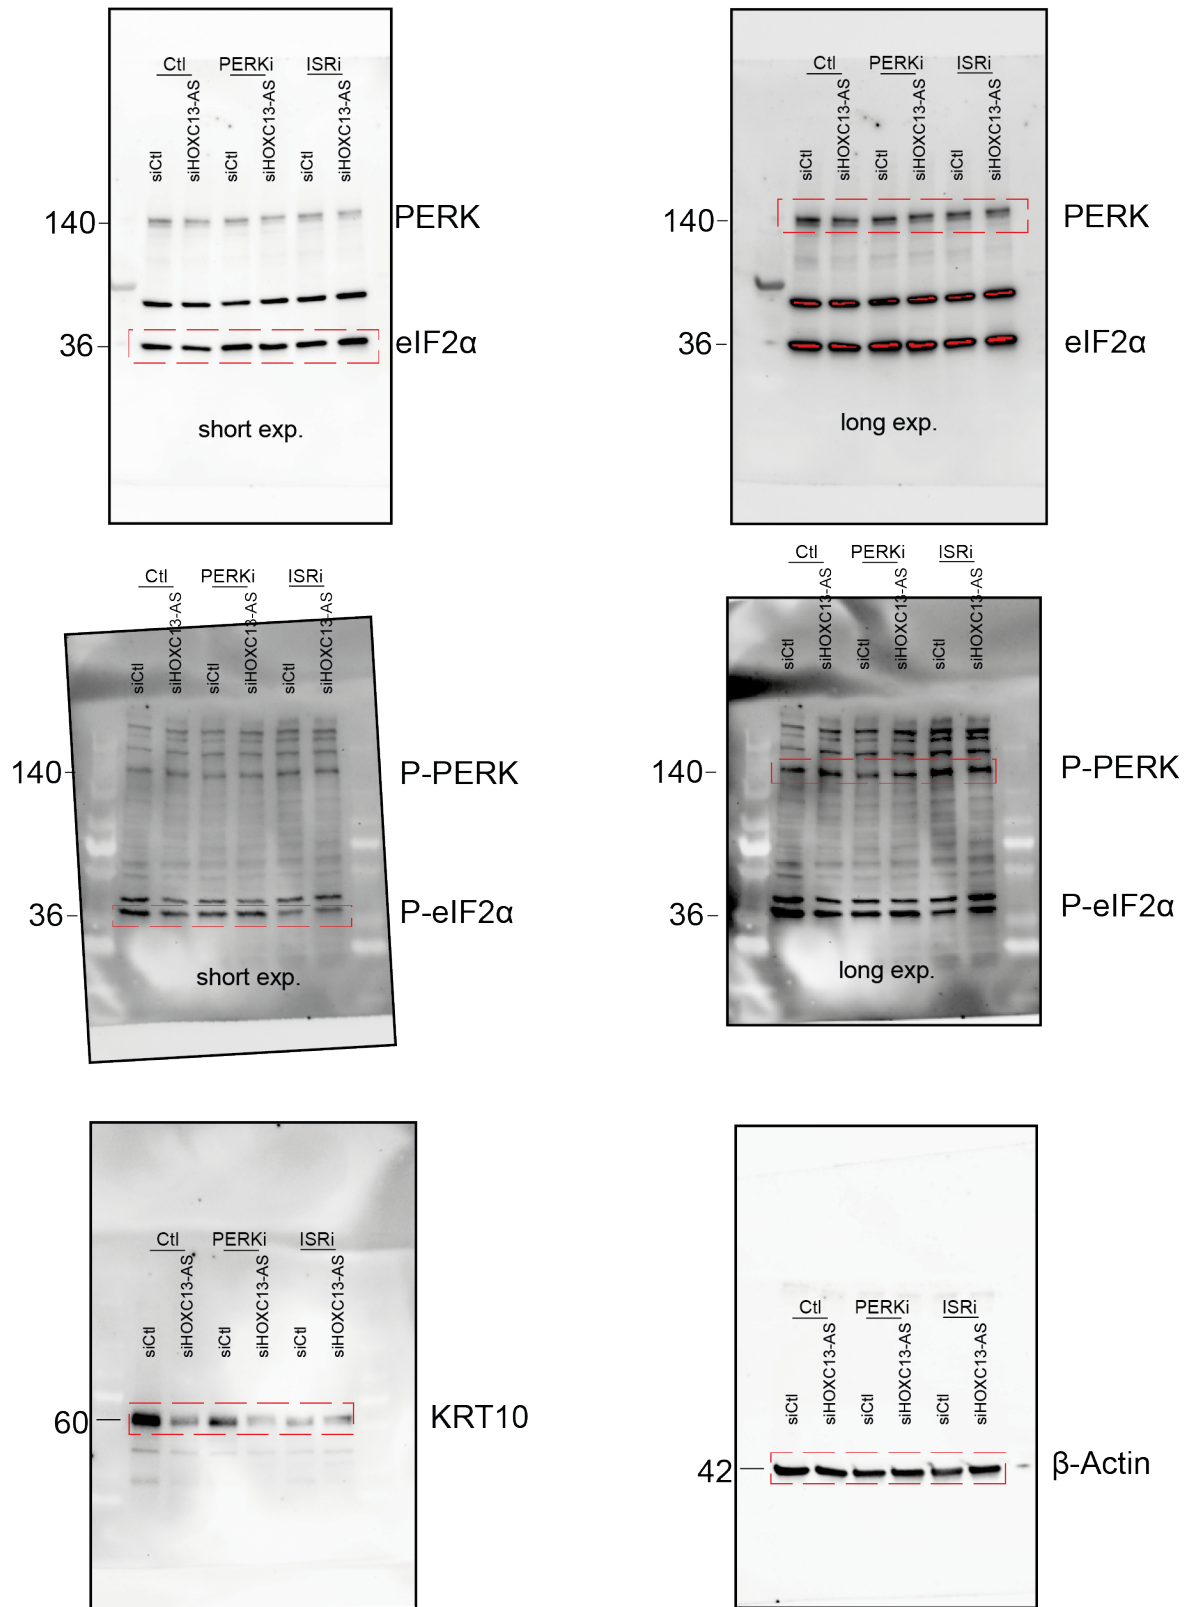 Ctl PERKi ISRi
siCtl siHOXC13-AS siCtl siHOXC13-AS siCtl siHOXC13-AS
140 PERK
36 eIF2α
short exp.
Ctl PERKi ISRi
siCtl siHOXC13-AS siCtl siHOXC13-AS siCtl siHOXC13-AS
140 PERK
36 eIF2α
long exp.
Ctl PERKi ISRi
siCtl siHOXC13-AS siCtl siHOXC13-AS siCtl siHOXC13-AS
140 P-PERK
36 P-eIF2α
short exp.
Ctl PERKi ISRi
siCtl siHOXC13-AS siCtl siHOXC13-AS siCtl siHOXC13-AS
140 P-PERK
36 P-eIF2α
long exp.
Ctl PERKi ISRi
siCtl siHOXC13-AS siCtl siHOXC13-AS siCtl siHOXC13-AS
60 KRT10
Ctl PERKi ISRi
siCtl siHOXC13-AS siCtl siHOXC13-AS siCtl siHOXC13-AS
42 β-Actin